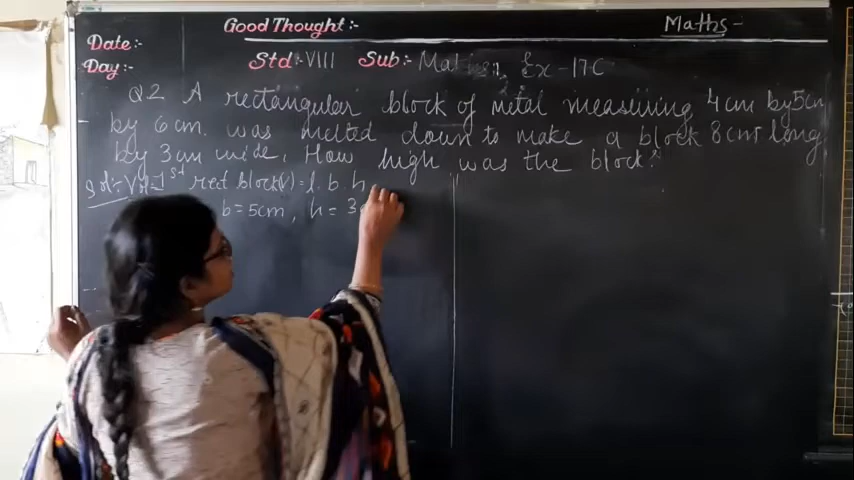 Good Thought:-
Maths-
Date:-
Day:-
Std:- VIII Sub:- Maths, Ex-17C
Q2 A rectangular block of metal measuring 4cm by 5cm
by 6cm. was melted down to make a block 8cm long
by 3cm wide. How high was the block?
Sol:- 1st rect block(V) = l.b.h
b = 5cm, h = 3